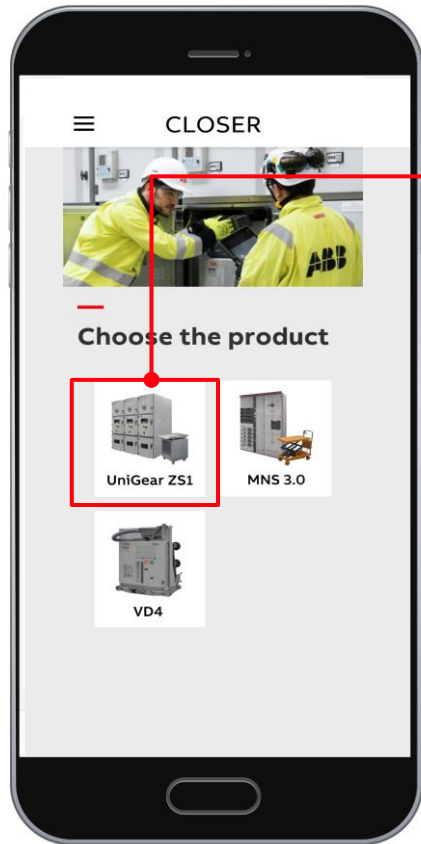 CLOSER
ABB
Choose the product
UniGear ZS1
MNS 3.0
VD4